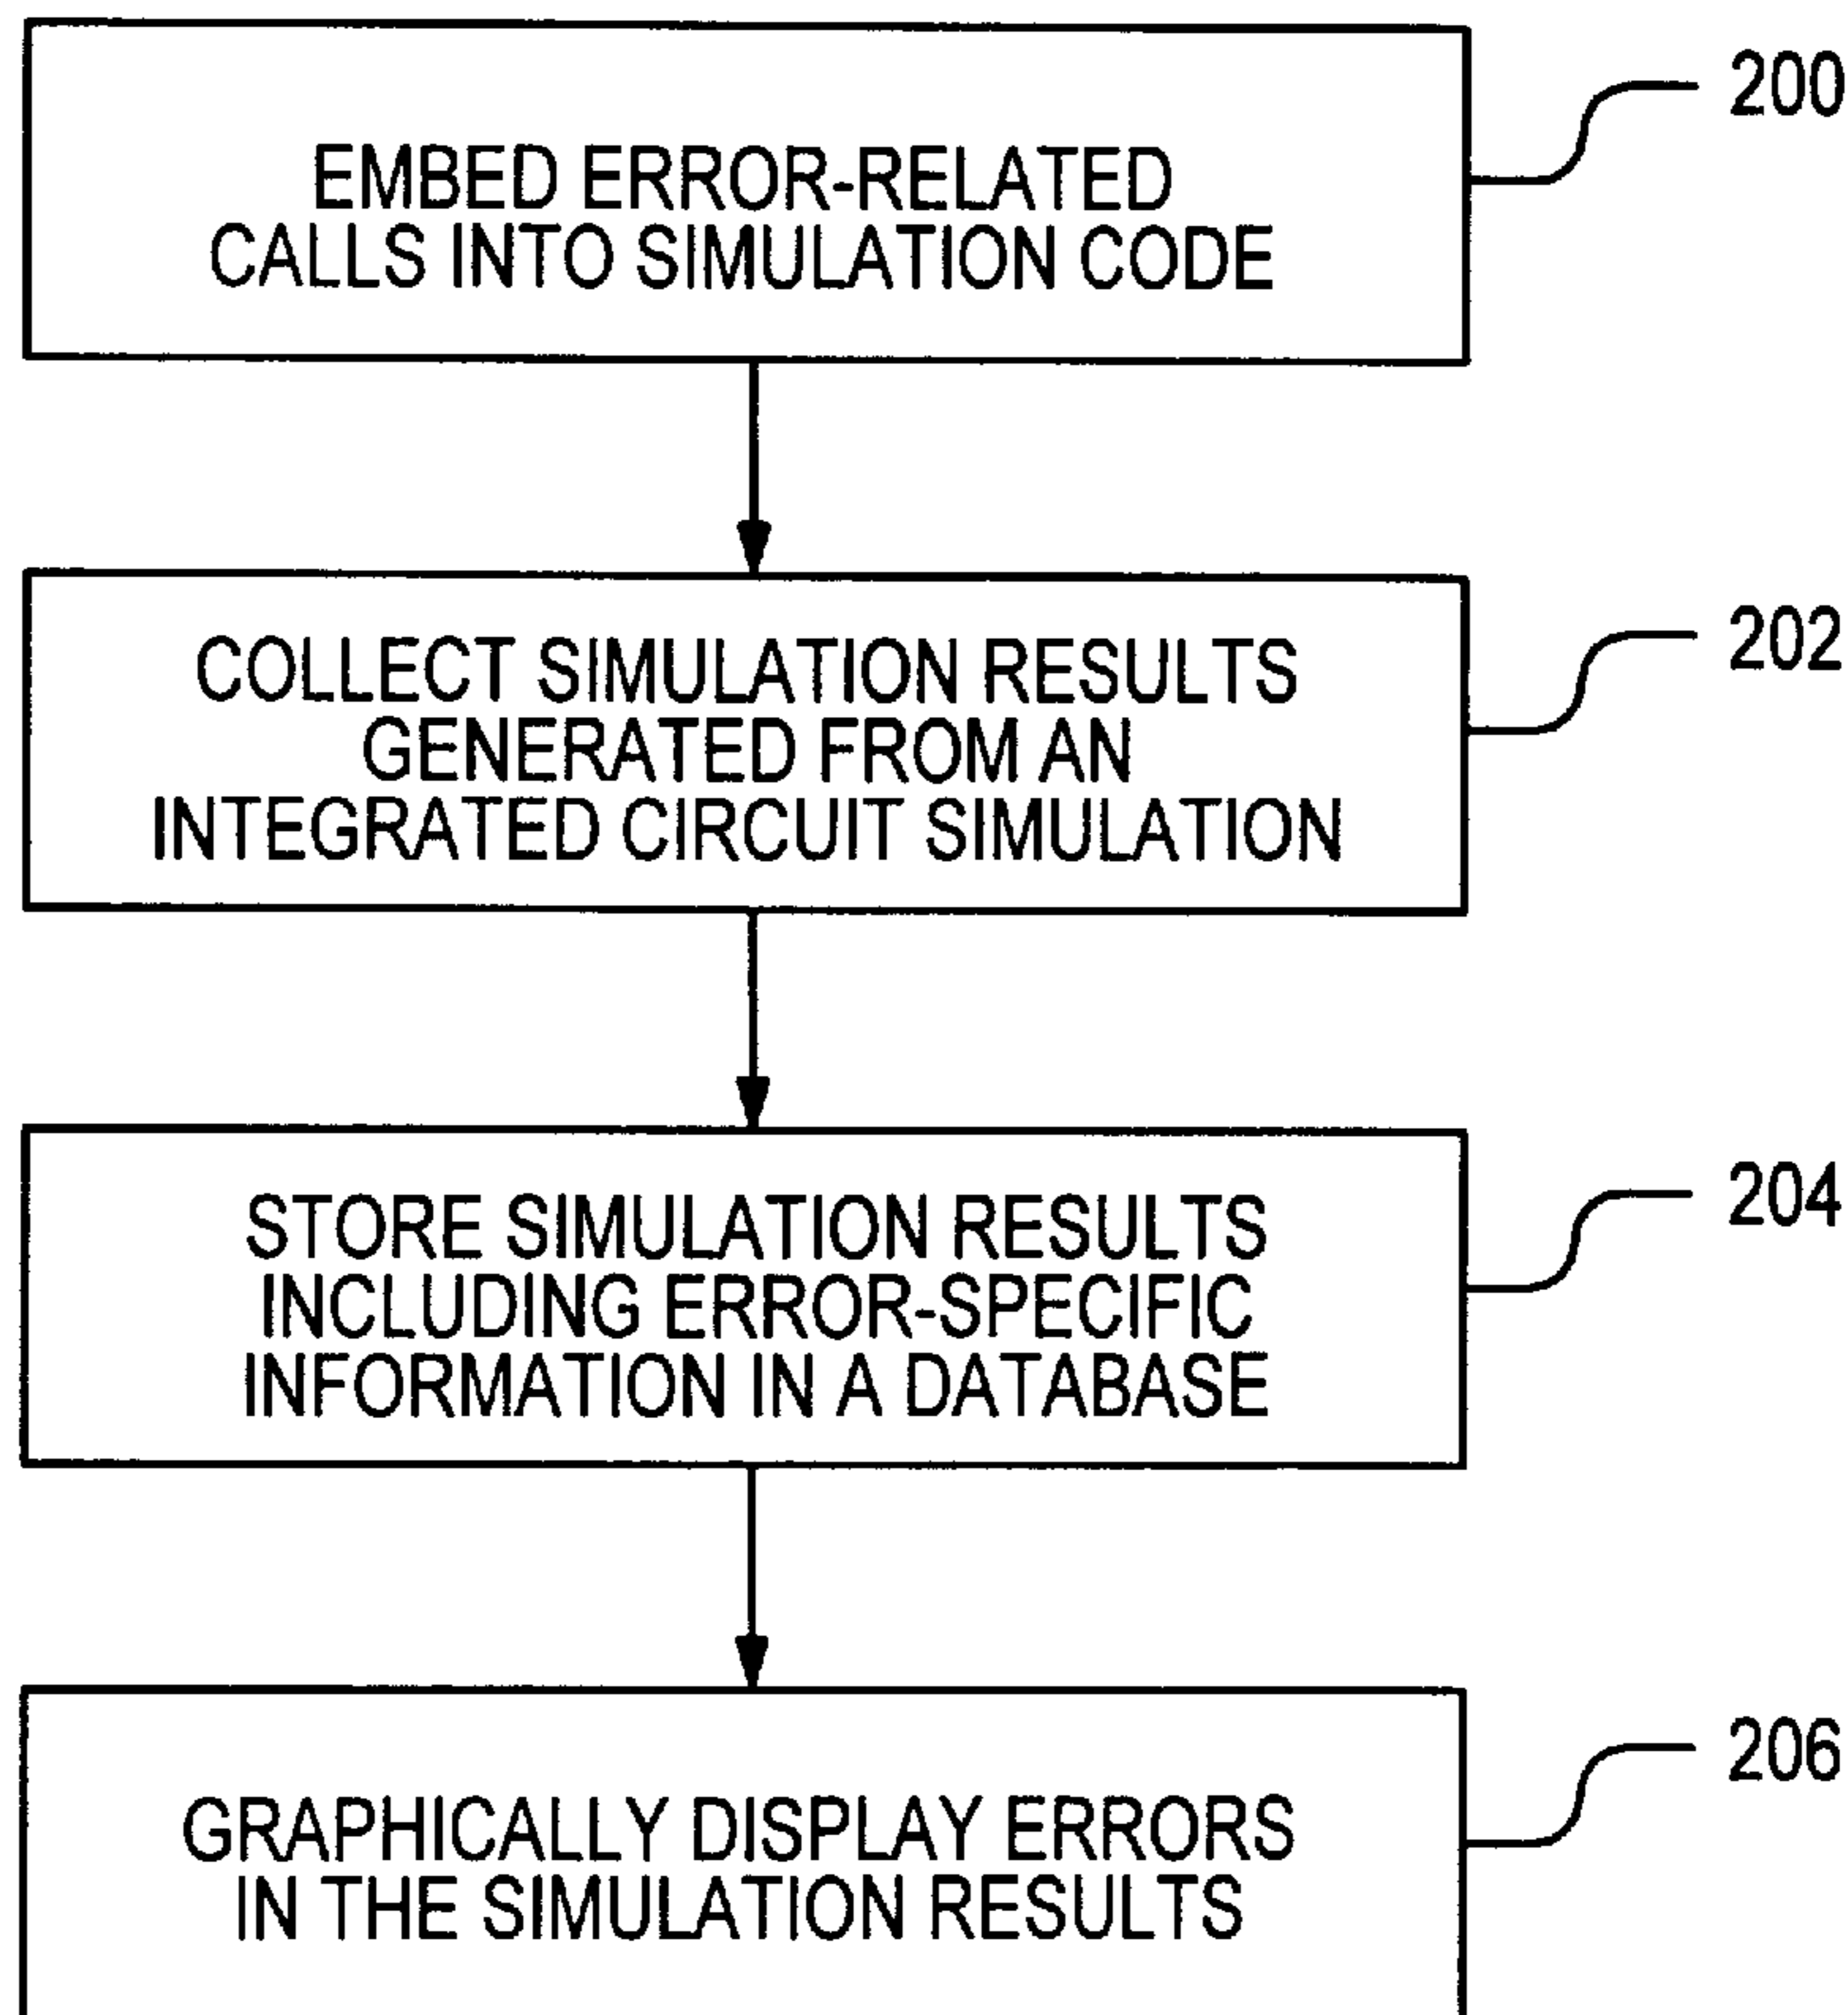 EMBED ERROR-RELATED
CALLS INTO SIMULATION CODE
200
COLLECT SIMULATION RESULTS
GENERATED FROM AN
INTEGRATED CIRCUIT SIMULATION
202
STORE SIMULATION RESULTS
INCLUDING ERROR-SPECIFIC
INFORMATION IN A DATABASE
204
GRAPHICALLY DISPLAY ERRORS
IN THE SIMULATION RESULTS
206